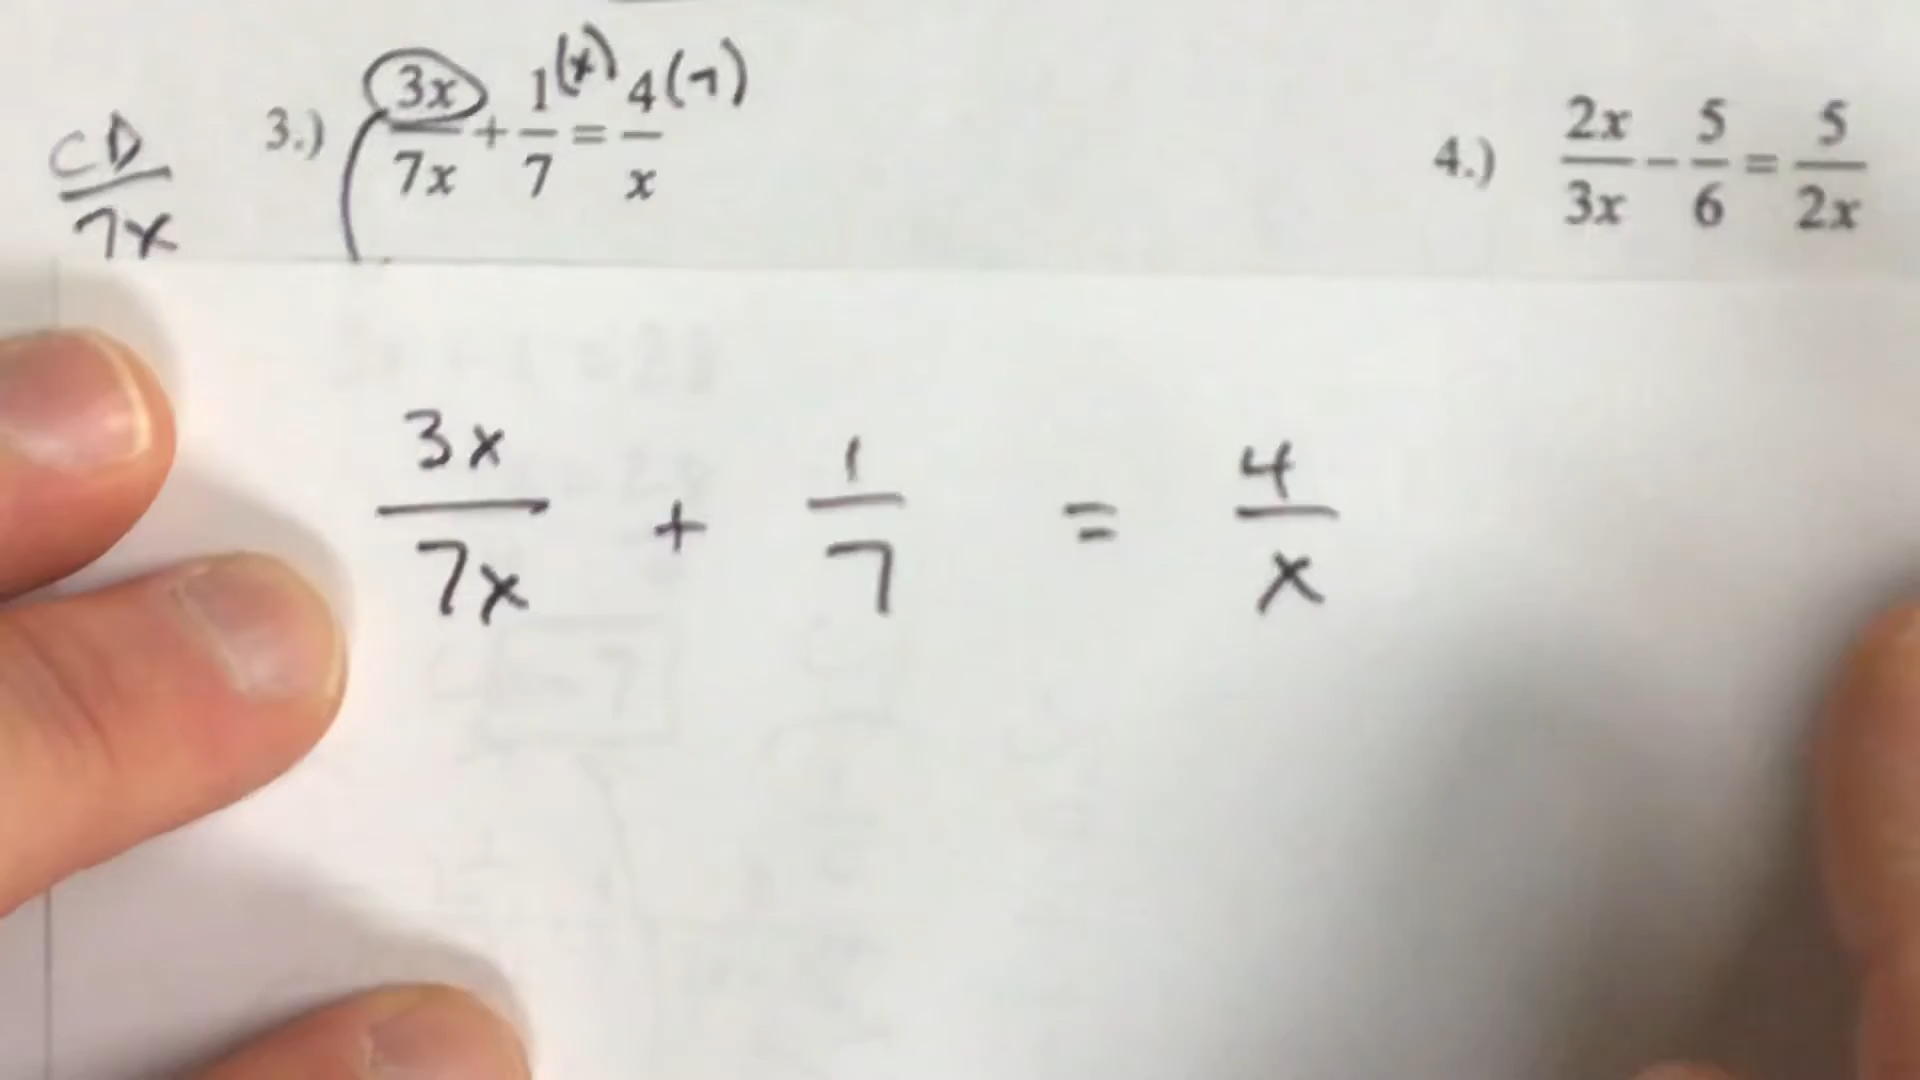 CD/7x 3.) 3x/7x + 1(x)/7 = 4(7)/x 4.) 2x/3x - 5/6 = 5/2x
3x/7x + 1/7 = 4/x